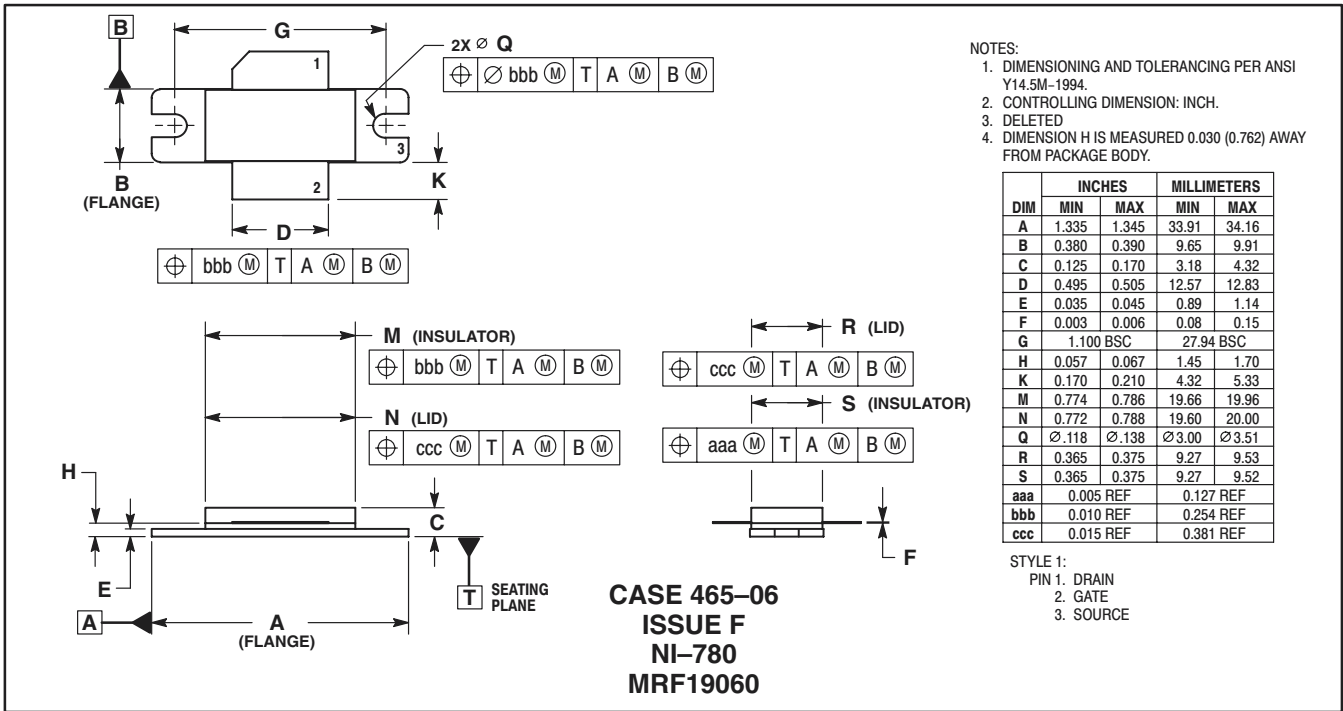 B
G
2X ∅ Q
⌖ ∅ bbb Ⓜ T A Ⓜ B Ⓜ
1
3
2
B
(FLANGE)
K
D
⌖ bbb Ⓜ T A Ⓜ B Ⓜ
M (INSULATOR)
⌖ bbb Ⓜ T A Ⓜ B Ⓜ
N (LID)
⌖ ccc Ⓜ T A Ⓜ B Ⓜ
R (LID)
⌖ ccc Ⓜ T A Ⓜ B Ⓜ
S (INSULATOR)
⌖ aaa Ⓜ T A Ⓜ B Ⓜ
H
C
E
F
T SEATING
PLANE
A
A
(FLANGE)
CASE 465–06
ISSUE F
NI–780
MRF19060
NOTES:
1. DIMENSIONING AND TOLERANCING PER ANSI
Y14.5M–1994.
2. CONTROLLING DIMENSION: INCH.
3. DELETED
4. DIMENSION H IS MEASURED 0.030 (0.762) AWAY
FROM PACKAGE BODY.
INCHES MILLIMETERS
DIM MIN MAX MIN MAX
A 1.335 1.345 33.91 34.16
B 0.380 0.390 9.65 9.91
C 0.125 0.170 3.18 4.32
D 0.495 0.505 12.57 12.83
E 0.035 0.045 0.89 1.14
F 0.003 0.006 0.08 0.15
G 1.100 BSC 27.94 BSC
H 0.057 0.067 1.45 1.70
K 0.170 0.210 4.32 5.33
M 0.774 0.786 19.66 19.96
N 0.772 0.788 19.60 20.00
Q ∅.118 ∅.138 ∅3.00 ∅3.51
R 0.365 0.375 9.27 9.53
S 0.365 0.375 9.27 9.52
aaa 0.005 REF 0.127 REF
bbb 0.010 REF 0.254 REF
ccc 0.015 REF 0.381 REF
STYLE 1:
PIN 1. DRAIN
2. GATE
3. SOURCE